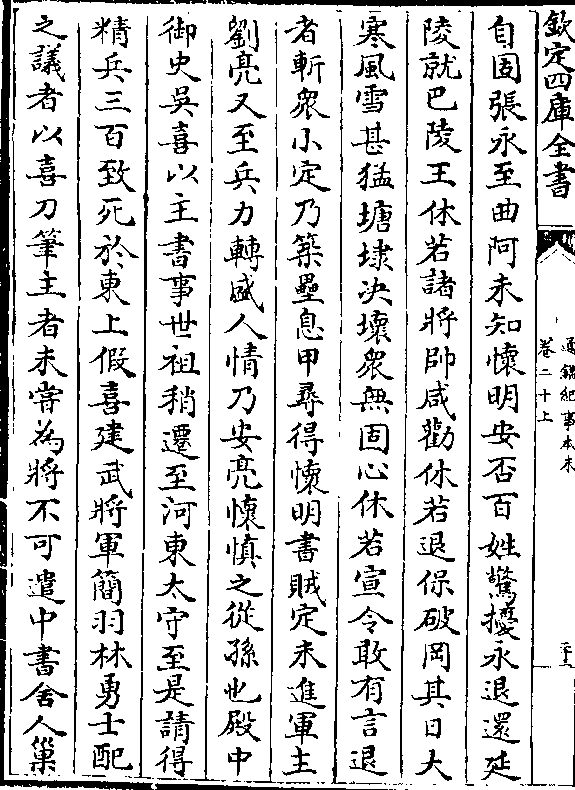 欽定四庫全書
通鑑紀事本末
卷二十上
自固張永至曲阿未知懷明安否百姓驚擾永退還延
陵就巴陵王休若諸將帥咸勸休若退保破岡其日大
寒風雪甚猛塘埭決壞衆無固心休若宣令敢有言退
者斬衆小定乃築壘息甲尋得懷明書賊定未進軍主
劉亮又至兵力轉盛人情乃安亮懷慎之從孫也殿中
御史吳喜以主書事世祖稍遷至河東太守至是請得
精兵三百致死於東上假喜建武將軍簡羽林勇士配
之議者以喜刀筆主者未嘗為將不可遣中書舍人巢